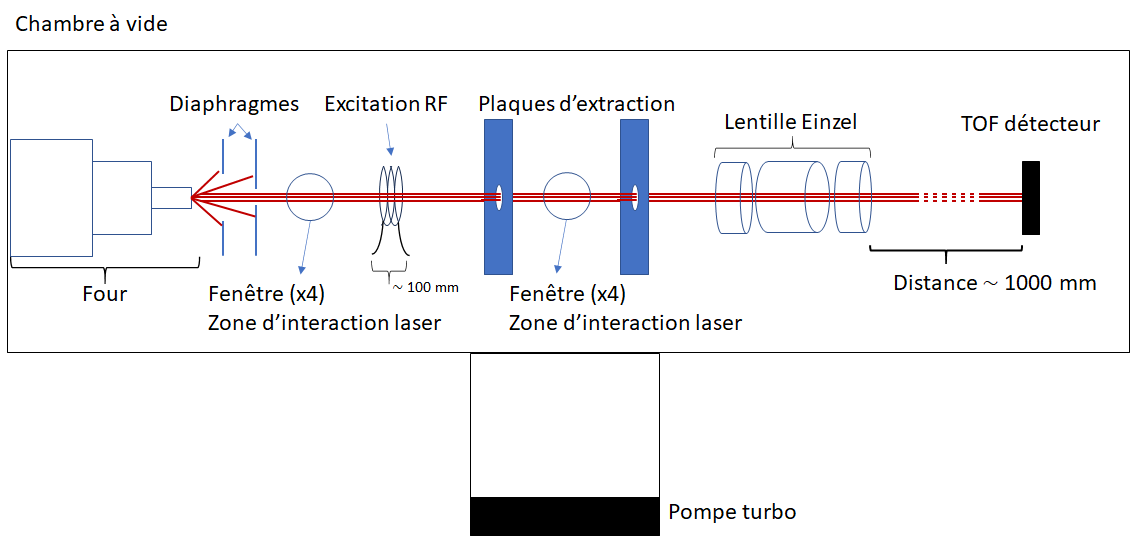 Chambre à vide
Diaphragmes
Excitation RF
Plaques d’extraction
Lentille Einzel
TOF détecteur
Four
Fenêtre (x4)
Zone d’interaction laser
~ 100 mm
Fenêtre (x4)
Zone d’interaction laser
Distance ~ 1000 mm
Pompe turbo